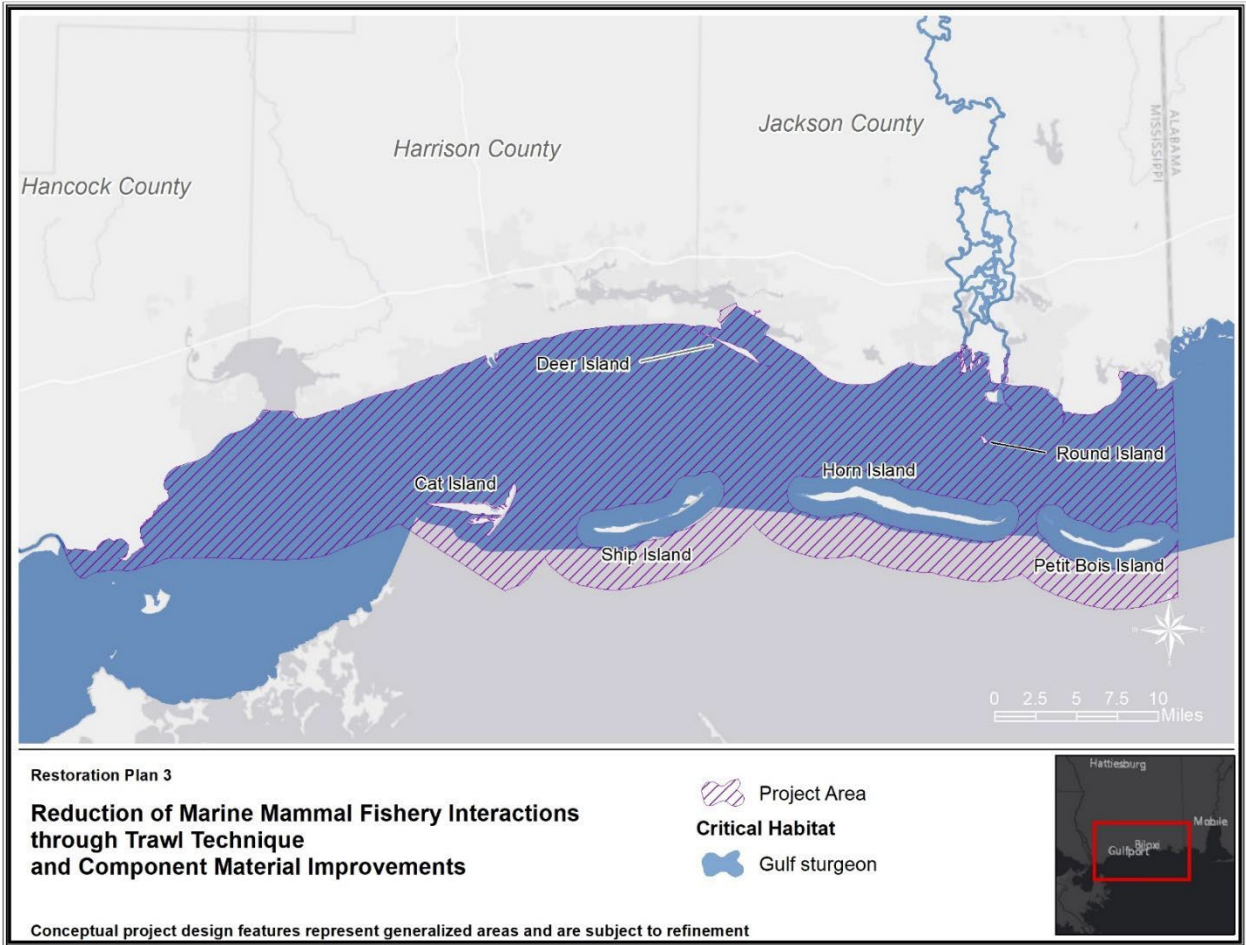 Hancock County
Harrison County
Jackson County
ALABAMA
MISSISSIPPI
Deer Island
Round Island
Cat Island
Horn Island
Ship Island
Petit Bois Island
N
E
S
W
0 2.5 5 7.5 10
Miles
Restoration Plan 3
Reduction of Marine Mammal Fishery Interactions
through Trawl Technique
and Component Material Improvements
Conceptual project design features represent generalized areas and are subject to refinement
Project Area
Critical Habitat
Gulf sturgeon
Hattiesburg
Mobile
Biloxi
Gulfport